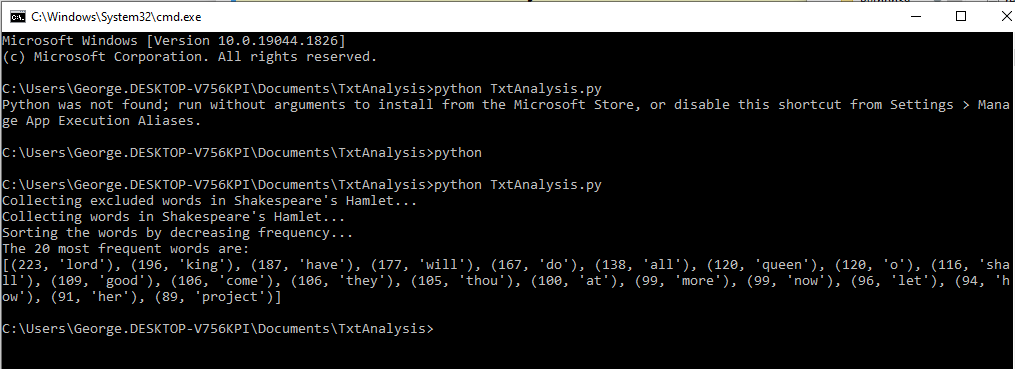 C:\Windows\System32\cmd.exe
Microsoft Windows [Version 10.0.19044.1826]
(c) Microsoft Corporation. All rights reserved.
C:\Users\George.DESKTOP-V756KPI\Documents\TxtAnalysis>python TxtAnalysis.py
Python was not found; run without arguments to install from the Microsoft Store, or disable this shortcut from Settings > Mana
ge App Execution Aliases.
C:\Users\George.DESKTOP-V756KPI\Documents\TxtAnalysis>python
C:\Users\George.DESKTOP-V756KPI\Documents\TxtAnalysis>python TxtAnalysis.py
Collecting excluded words in Shakespeare's Hamlet...
Collecting words in Shakespeare's Hamlet...
Sorting the words by decreasing frequency...
The 20 most frequent words are:
[(223, 'lord'), (196, 'king'), (187, 'have'), (177, 'will'), (167, 'do'), (138, 'all'), (120, 'queen'), (120, 'o'), (116, 'sha
ll'), (109, 'good'), (106, 'come'), (106, 'they'), (105, 'thou'), (100, 'at'), (99, 'more'), (99, 'now'), (96, 'let'), (94, 'h
ow'), (91, 'her'), (89, 'project')]
C:\Users\George.DESKTOP-V756KPI\Documents\TxtAnalysis>